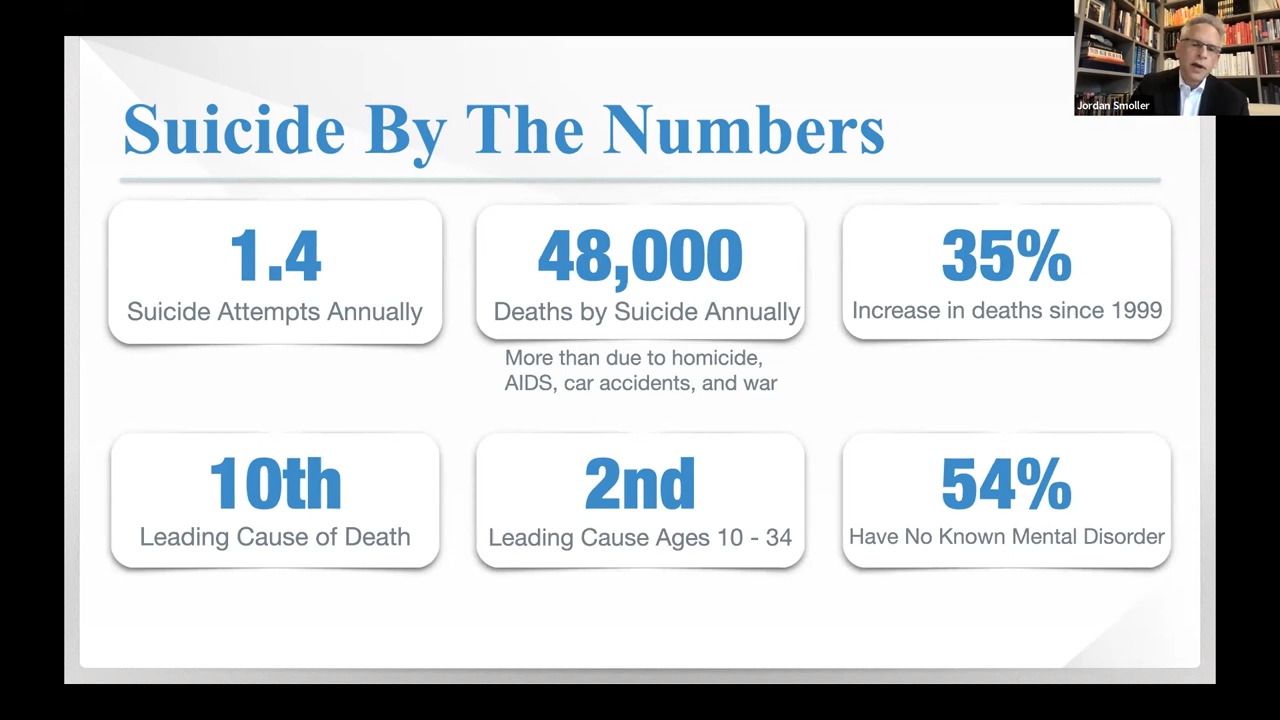 Jordan Smoller
Suicide By The Numbers
1.4
Suicide Attempts Annually
48,000
Deaths by Suicide Annually
More than due to homicide,
AIDS, car accidents, and war
35%
Increase in deaths since 1999
10th
Leading Cause of Death
2nd
Leading Cause Ages 10 - 34
54%
Have No Known Mental Disorder